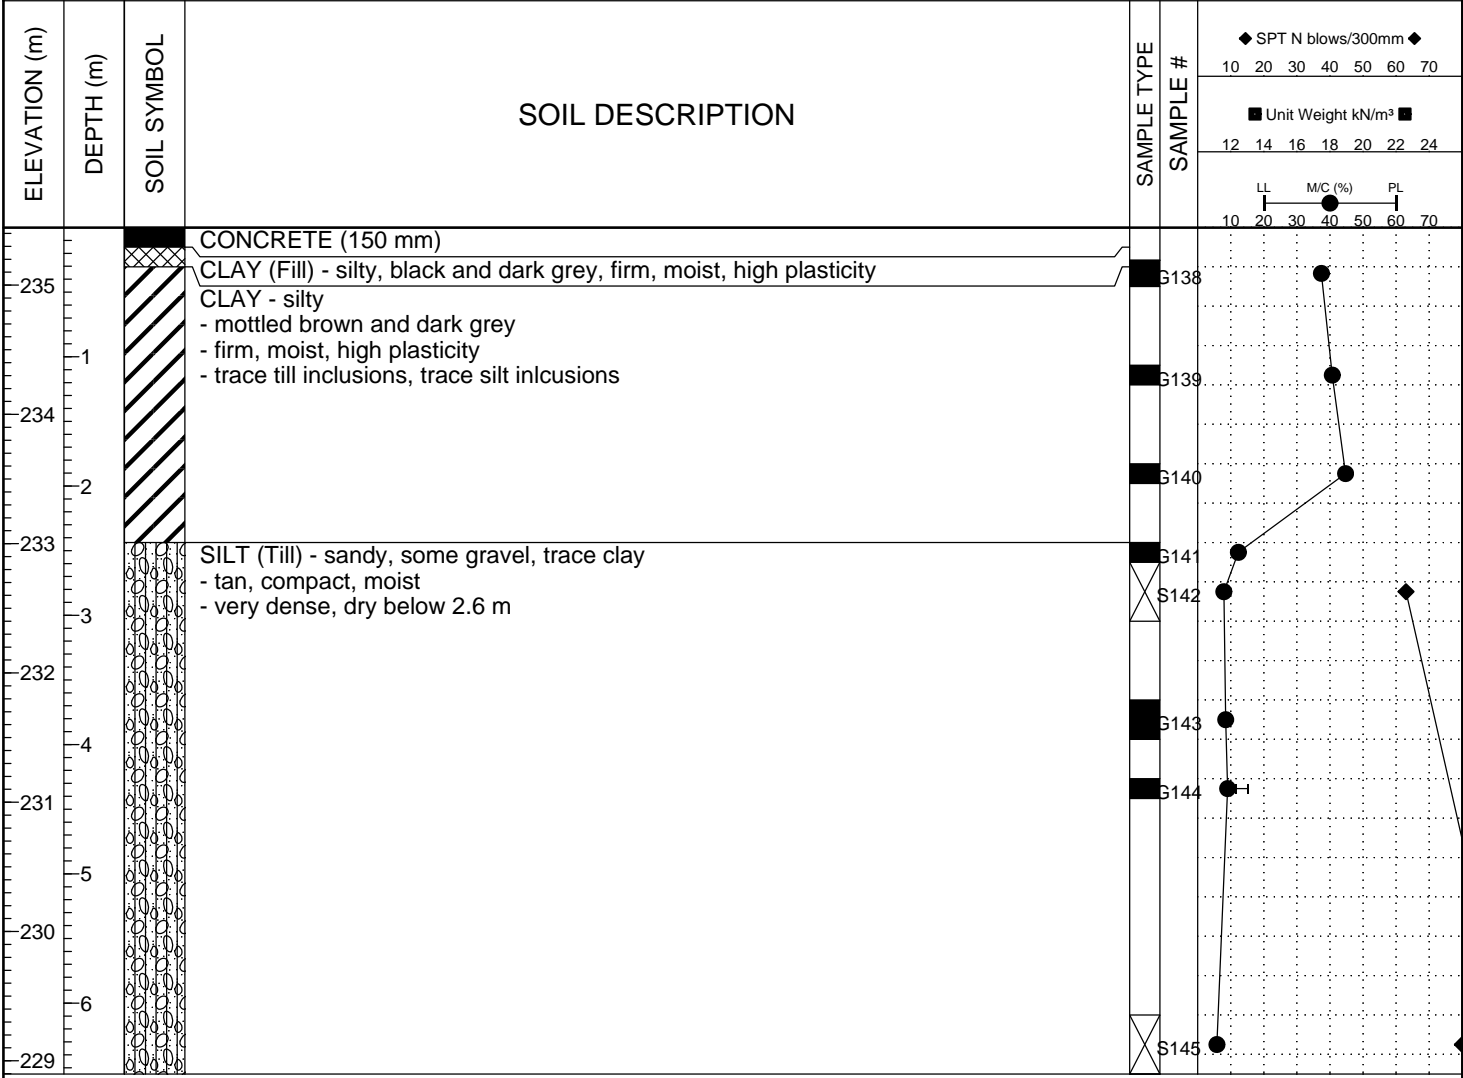 ELEVATION (m)
DEPTH (m)
SOIL SYMBOL
SOIL DESCRIPTION
SAMPLE TYPE
SAMPLE #
◆ SPT N blows/300mm ◆
10 20 30 40 50 60 70
■ Unit Weight kN/m³ ■
12 14 16 18 20 22 24
LL M/C (%) PL
10 20 30 40 50 60 70
CONCRETE (150 mm)
CLAY (Fill) - silty, black and dark grey, firm, moist, high plasticity
G138
235
CLAY - silty
- mottled brown and dark grey
- firm, moist, high plasticity
1
- trace till inclusions, trace silt inlcusions
G139
234
G140
2
233
SILT (Till) - sandy, some gravel, trace clay
G141
- tan, compact, moist
S142
- very dense, dry below 2.6 m
3
232
G143
4
G144
231
5
230
6
S145
229